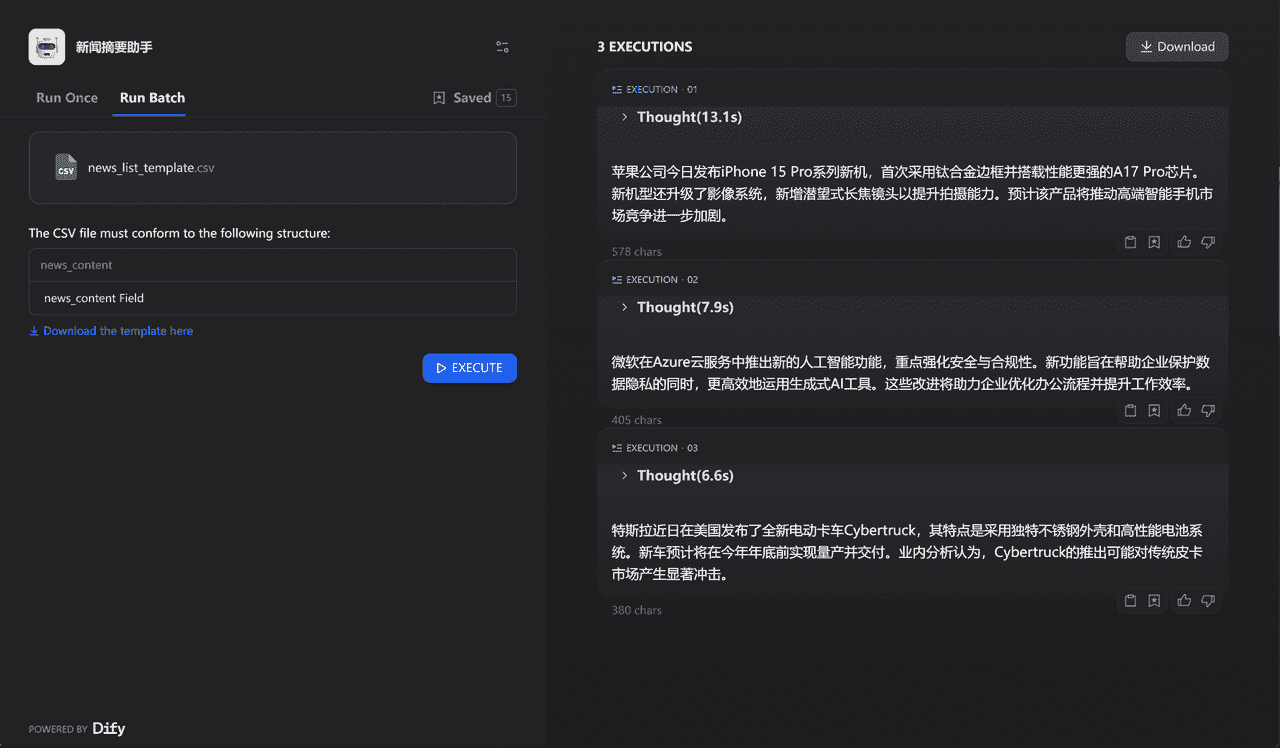 新闻摘要助手
Run Once
Run Batch
Saved 15
CSV
news_list_template.csv
The CSV file must conform to the following structure:
news_content
news_content Field
Download the template here
EXECUTE
POWERED BY Dify
3 EXECUTIONS
Download
EXECUTION · 01
Thought(13.1s)
苹果公司今日发布iPhone 15 Pro系列新机，首次采用钛合金边框并搭载性能更强的A17 Pro芯片。
新机型还升级了影像系统，新增潜望式长焦镜头以提升拍摄能力。预计该产品将推动高端智能手机市
场竞争进一步加剧。
578 chars
EXECUTION · 02
Thought(7.9s)
微软在Azure云服务中推出新的人工智能功能，重点强化安全与合规性。新功能旨在帮助企业保护数
据隐私的同时，更高效地运用生成式AI工具。这些改进将助力企业优化办公流程并提升工作效率。
405 chars
EXECUTION · 03
Thought(6.6s)
特斯拉近日在美国发布了全新电动卡车Cybertruck，其特点是采用独特不锈钢外壳和高性能电池系
统。新车预计将在今年年底前实现量产并交付。业内分析认为，Cybertruck的推出可能对传统皮卡
市场产生显著冲击。
380 chars